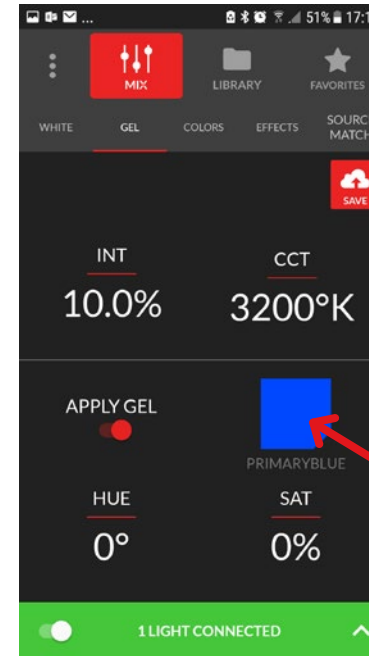 51% 17:1
MIX LIBRARY FAVORITES
WHITE GEL COLORS EFFECTS SOURC
MATCH
SAVE
INT CCT
10.0% 3200°K
APPLY GEL
PRIMARYBLUE
HUE SAT
0° 0%
1 LIGHT CONNECTED